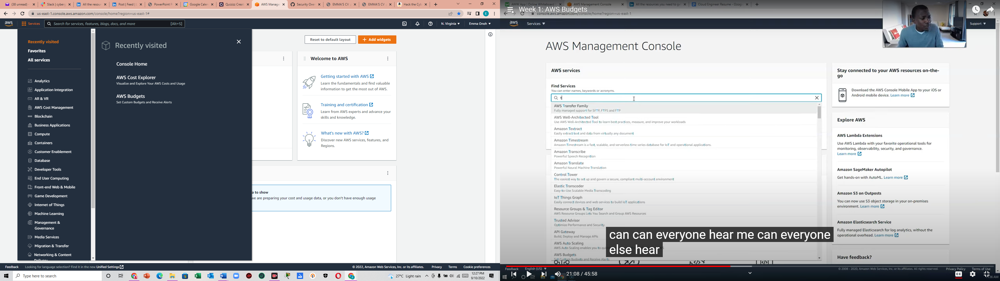 (38 unread) -
Slack | cyberg
All the resour
Post | Feed | L
PowerPoint P
Google Calen
Quizizz Creat
AWS Manage
Security Over
EMMA'S CV
EMMA'S CV
Hack the Cyb
us-east-1.console.aws.amazon.com/console/home?region=us-east-1#
aws
Services
Search for services, features, blogs, docs, and more
[Alt+S]
N. Virginia
Emma Onoh
Recently visited
Favorites
All services
Analytics
Application Integration
AR & VR
AWS Cost Management
Blockchain
Business Applications
Compute
Containers
Customer Enablement
Database
Developer Tools
End User Computing
Front-end Web & Mobile
Game Development
Internet of Things
Machine Learning
Management &
Governance
Media Services
Migration & Transfer
Networking & Content
Delivery
Recently visited
Console Home
AWS Cost Explorer
Visualize and Explore Your AWS Costs and Usage
AWS Budgets
Set Custom Budgets and Receive Alerts
Reset to default layout
Add widgets
Welcome to AWS
Getting started with AWS
Learn the fundamentals and find valuable
information to get the most out of AWS.
Training and certification
Learn from AWS experts and advance your
skills and knowledge.
What's new with AWS?
Discover new AWS services, features, and
Regions.
a to show
we are preparing your cost and usage data, or you don't have enough usage
Feedback
Looking for language selection? Find it in the new Unified Settings
© 2022, Amazon Web Services, Inc. or its affiliates.
Privacy
Terms
Cookie preferences
Type here to search
27°C Light rain
12:27 PM
9/10/2022
AWW App | Online Whiteboard
AWS Management Console
All the resources you need to ge
Cloud Engineer Resume - Googl
Week 1: AWS Budgets
console.aws.amazon.com/console/home?region=us-east-1
aws
Services
Support
AWS Management Console
AWS services
Find Services
You can enter names, keywords or acronyms.
t
AWS Transfer Family
Fully managed support for SFTP, FTPS and FTP
AWS Well-Architected Tool
Use AWS Well-Architected Tool to learn best practices, measure, and improve your workloads
Amazon Textract
Easily extract text and data from virtually any document
Amazon Timestream
Amazon Timestream is a fast, scalable, and serverless time series database for IoT and operational applications.
Amazon Transcribe
Powerful Speech Recognition
Amazon Translate
Powerful Neural Machine Translation
Control Tower
The easiest way to set up and govern a secure, compliant multi-account environment
Elastic Transcoder
Easy-to-Use Scalable Media Transcoding
IoT Things Graph
Easily connect devices and web services to build IoT applications
Resource Groups & Tag Editor
AWS Resource Groups Lets You Search and Group AWS Resources
Trusted Advisor
Optimize Performance and Security
API Gateway
Build, Deploy and Manage APIs
AWS Auto Scaling
AWS Auto Scaling enables you to
AWS Budgets
Set Custom Budgets and Receive Alerts
Stay connected to your AWS resources on-the-
go
Download the AWS Console Mobile App to your iOS or
Android mobile device. Learn more
Explore AWS
AWS Lambda Extensions
Use AWS Lambda with your favorite operational tools for
monitoring, observability, security, and governance.
Learn more
Amazon SageMaker Autopilot
Get hands-on with AutoML. Learn more
Amazon S3 on Outposts
You can now use S3 object storage in your on-premises
environment. Learn more
Amazon Elasticsearch Service
Fully managed Elasticsearch for log analytics, without the
operational overhead. Learn more
Have feedback?
can can everyone hear me can everyone
else hear
Feedback
English (US)
© 2008 - 2020, Amazon Web Services, Inc. or its affiliates. All rights reserved.
Privacy Policy
Terms of Use
21:08 / 45:58